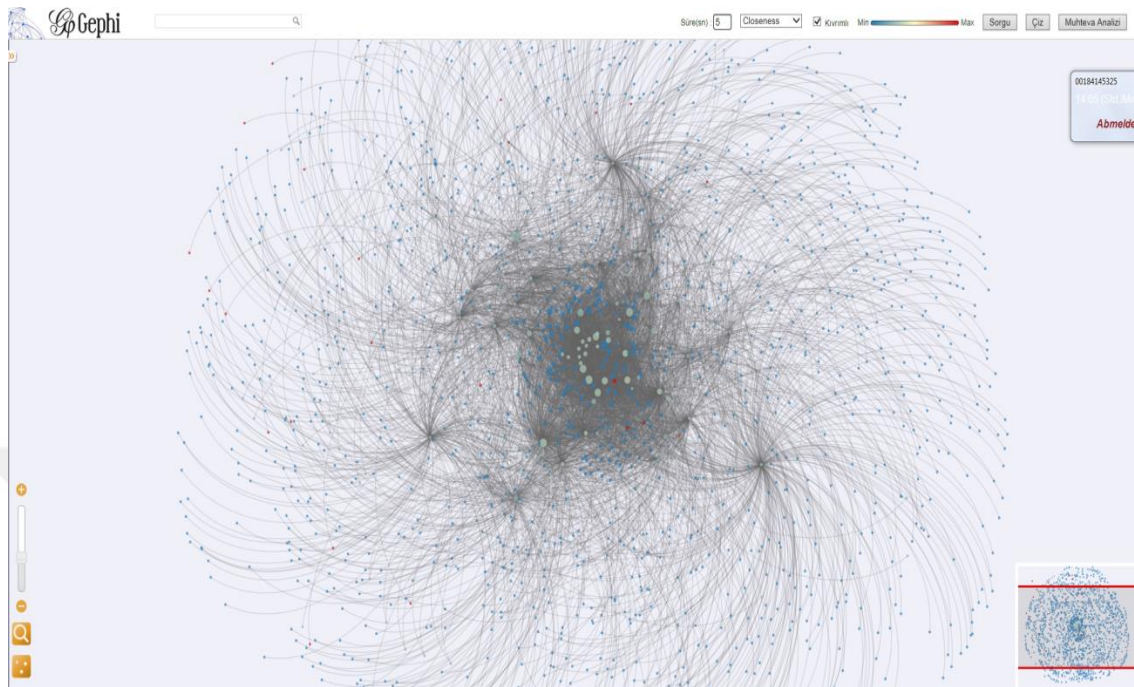 Gephi
Süre(sn) 5 Closeness Kıvrımlı Min Max Sorgu Çiz Muhteva Analizi
00184145325
Abmelde